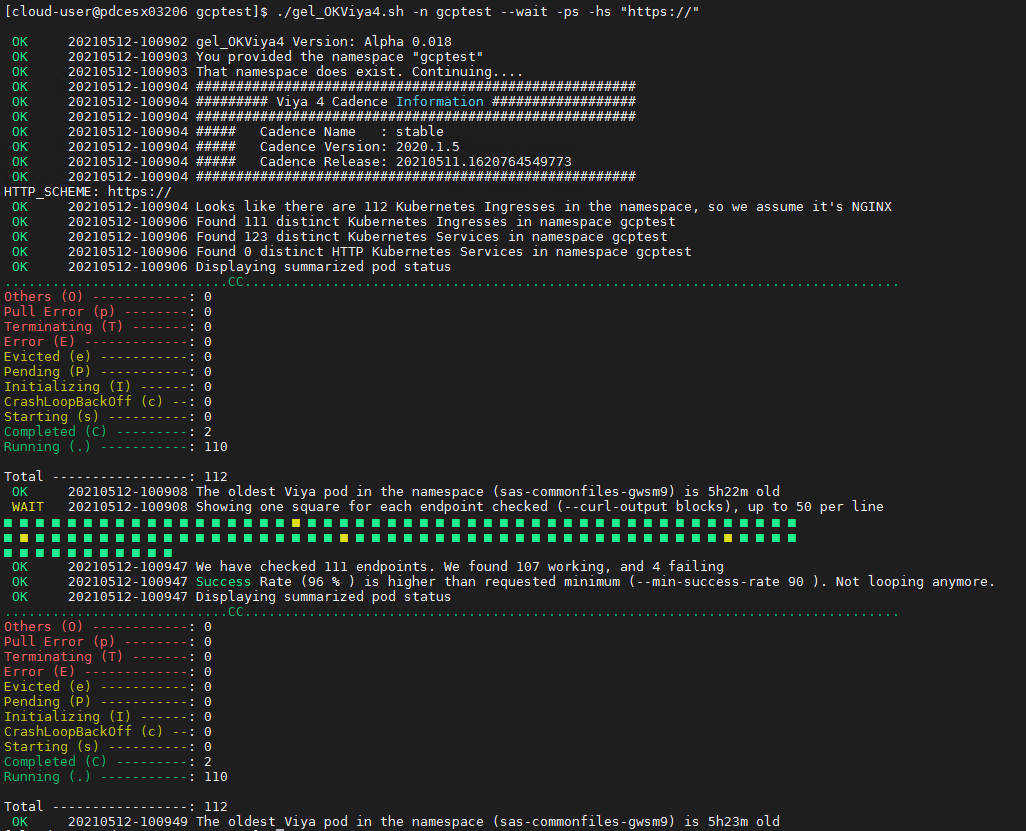 [cloud-user@pdcesx03206 gcptest]$ ./gel_OKViya4.sh -n gcptest --wait -ps -hs "https://"
OK 20210512-100902 gel_OKViya4 Version: Alpha 0.018
OK 20210512-100903 You provided the namespace "gcptest"
OK 20210512-100903 That namespace does exist. Continuing....
OK 20210512-100904 #######################################################
OK 20210512-100904 ######### Viya 4 Cadence Information ##################
OK 20210512-100904 #######################################################
OK 20210512-100904 #####   Cadence Name   : stable
OK 20210512-100904 #####   Cadence Version: 2020.1.5
OK 20210512-100904 #####   Cadence Release: 20210511.1620764549773
OK 20210512-100904 #######################################################
HTTP_SCHEME: https://
OK 20210512-100904 Looks like there are 112 Kubernetes Ingresses in the namespace, so we assume it's NGINX
OK 20210512-100906 Found 111 distinct Kubernetes Ingresses in namespace gcptest
OK 20210512-100906 Found 123 distinct Kubernetes Services in namespace gcptest
OK 20210512-100906 Found 0 distinct HTTP Kubernetes Services in namespace gcptest
OK 20210512-100906 Displaying summarized pod status
............................CC..................................................................................
Others (O) ------------: 0
Pull Error (p) --------: 0
Terminating (T) -------: 0
Error (E) -------------: 0
Evicted (e) -----------: 0
Pending (P) -----------: 0
Initializing (I) ------: 0
CrashLoopBackOff (c) --: 0
Starting (s) ----------: 0
Completed (C) ---------: 2
Running (.) -----------: 110
Total -----------------: 112
OK 20210512-100908 The oldest Viya pod in the namespace (sas-commonfiles-gwsm9) is 5h22m old
WAIT 20210512-100908 Showing one square for each endpoint checked (--curl-output blocks), up to 50 per line
OK 20210512-100947 We have checked 111 endpoints. We found 107 working, and 4 failing
OK 20210512-100947 Success Rate (96 % ) is higher than requested minimum (--min-success-rate 90 ). Not looping anymore.
OK 20210512-100947 Displaying summarized pod status
............................CC..................................................................................
Others (O) ------------: 0
Pull Error (p) --------: 0
Terminating (T) -------: 0
Error (E) -------------: 0
Evicted (e) -----------: 0
Pending (P) -----------: 0
Initializing (I) ------: 0
CrashLoopBackOff (c) --: 0
Starting (s) ----------: 0
Completed (C) ---------: 2
Running (.) -----------: 110
Total -----------------: 112
OK 20210512-100949 The oldest Viya pod in the namespace (sas-commonfiles-gwsm9) is 5h23m old